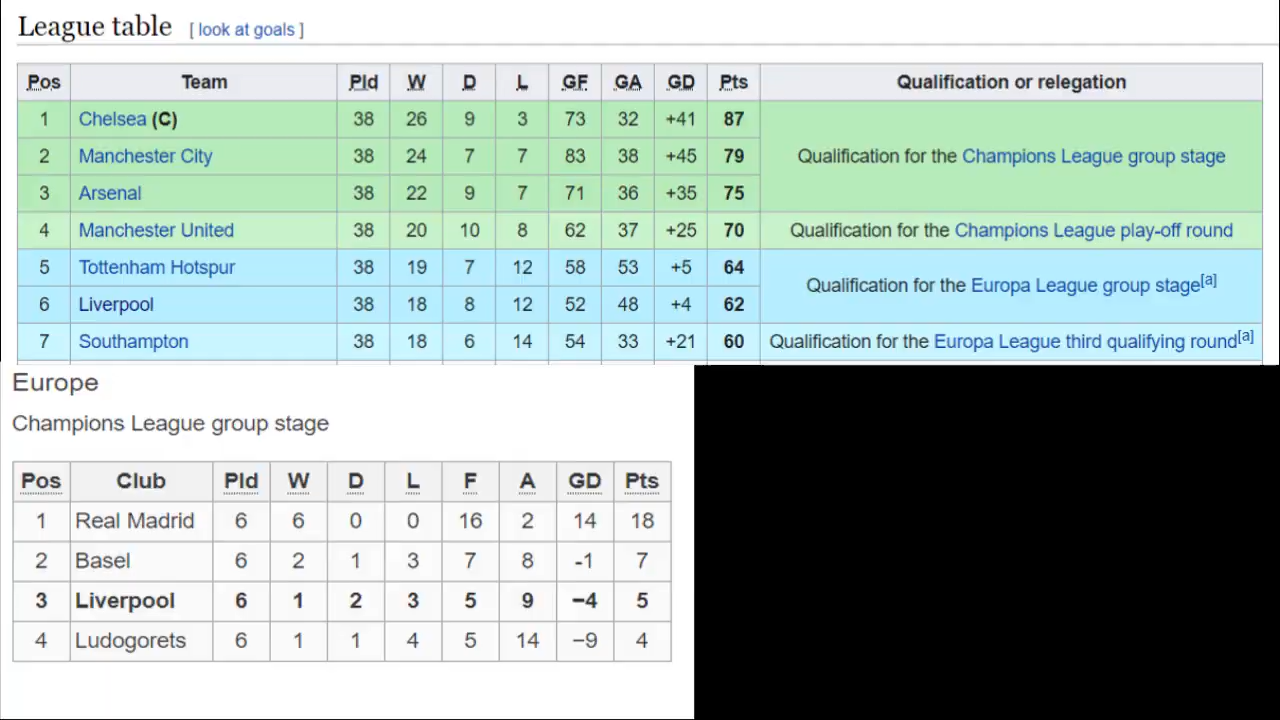 League table [ look at goals ]
Pos Team Pld W D L GF GA GD Pts Qualification or relegation
1 Chelsea (C) 38 26 9 3 73 32 +41 87
2 Manchester City 38 24 7 7 83 38 +45 79 Qualification for the Champions League group stage
3 Arsenal 38 22 9 7 71 36 +35 75
4 Manchester United 38 20 10 8 62 37 +25 70 Qualification for the Champions League play-off round
5 Tottenham Hotspur 38 19 7 12 58 53 +5 64
Qualification for the Europa League group stage[a]
6 Liverpool 38 18 8 12 52 48 +4 62
7 Southampton 38 18 6 14 54 33 +21 60 Qualification for the Europa League third qualifying round[a]
Europe
Champions League group stage
Pos Club Pld W D L F A GD Pts
1 Real Madrid 6 6 0 0 16 2 14 18
2 Basel 6 2 1 3 7 8 -1 7
3 Liverpool 6 1 2 3 5 9 −4 5
4 Ludogorets 6 1 1 4 5 14 −9 4